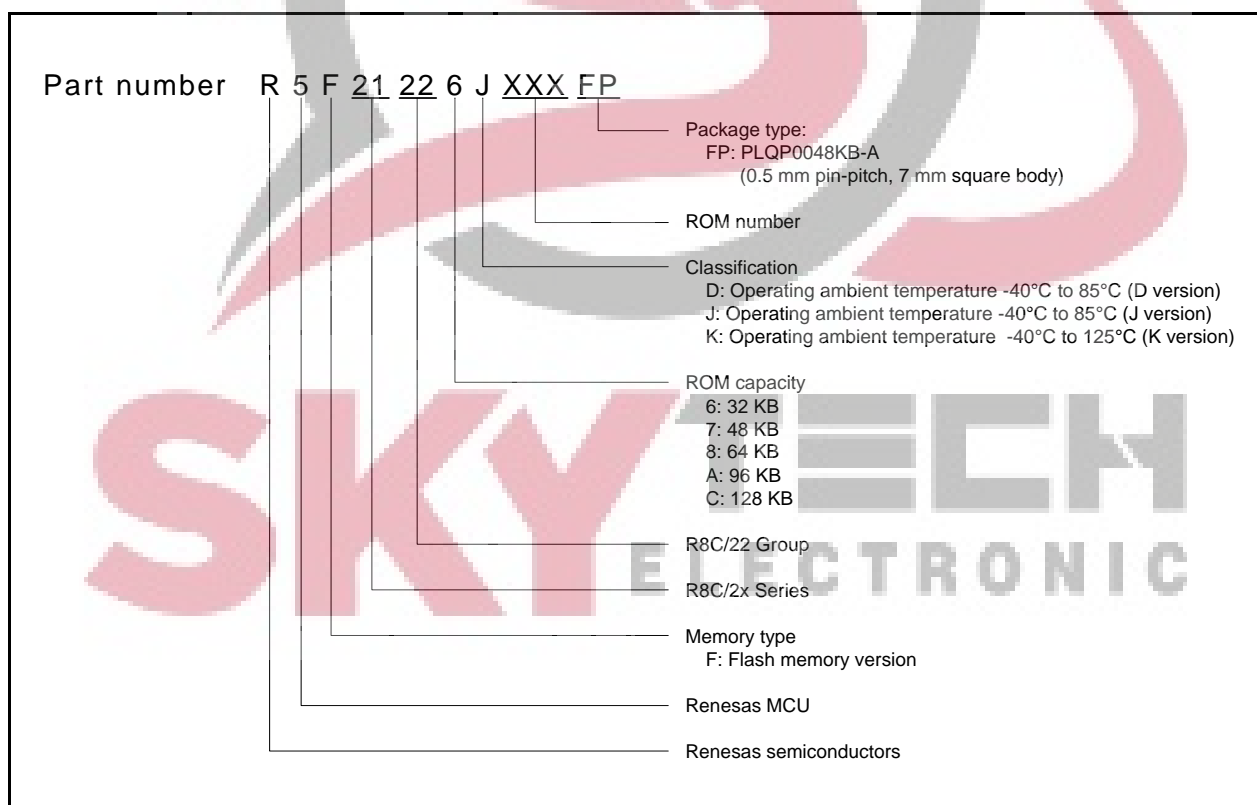 Part number R 5 F 21 22 6 J XXX FP
Package type:
FP: PLQP0048KB-A
(0.5 mm pin-pitch, 7 mm square body)
ROM number
Classification
D: Operating ambient temperature -40°C to 85°C (D version)
J: Operating ambient temperature -40°C to 85°C (J version)
K: Operating ambient temperature -40°C to 125°C (K version)
ROM capacity
6: 32 KB
7: 48 KB
8: 64 KB
A: 96 KB
C: 128 KB
R8C/22 Group
R8C/2x Series
Memory type
F: Flash memory version
Renesas MCU
Renesas semiconductors
SKYTECH
ELECTRONIC